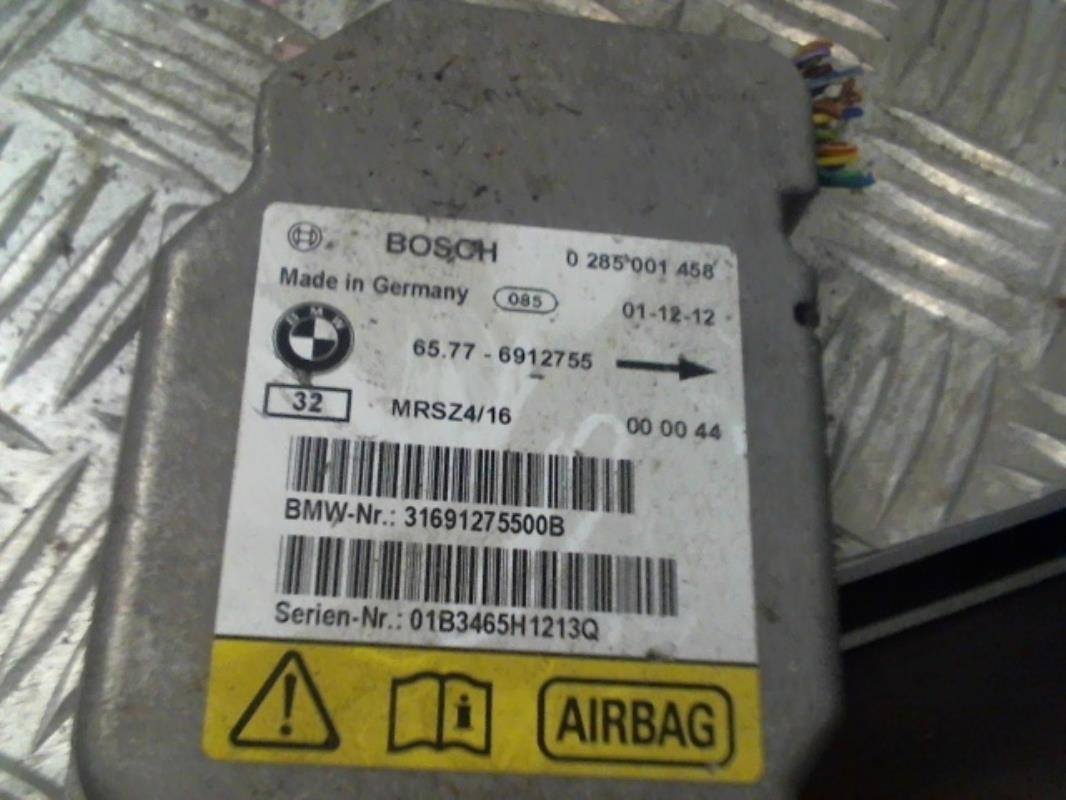 BOSCH 0 285 001 458
Made in Germany 085 01-12-12
BMW
65.77 - 6912755
32 MRSZ4/16 00 00 44
BMW-Nr.: 31691275500B
Serien-Nr.: 01B3465H1213Q
AIRBAG